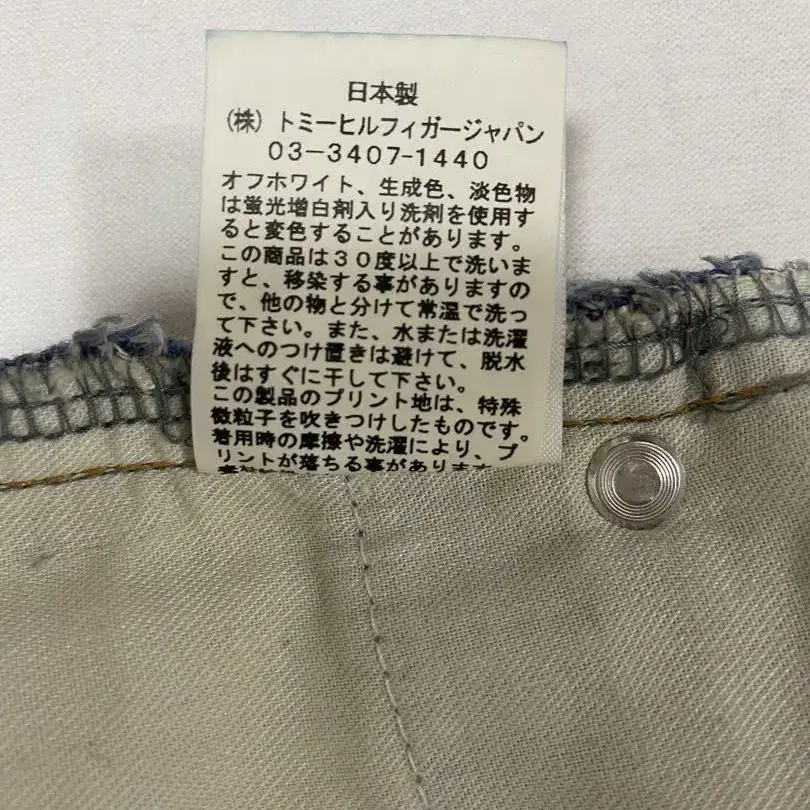 日本製
(株) トミーヒルフィガージャパン
03-3407-1440
オフホワイト、生成色、淡色物
は蛍光増白剤入り洗剤を使用す
ると変色することがあります。
この商品は30度以上で洗いま
すと、移染する事がありますの
で、他の物と分けて常温で洗っ
て下さい。また、水または洗濯
液へのつけ置きは避けて、脱水
後はすぐに干して下さい。
この製品のプリント地は、特殊
微粒子を吹きつけしたものです。
着用時の摩擦や洗濯により、プ
リントが落ちる事があります